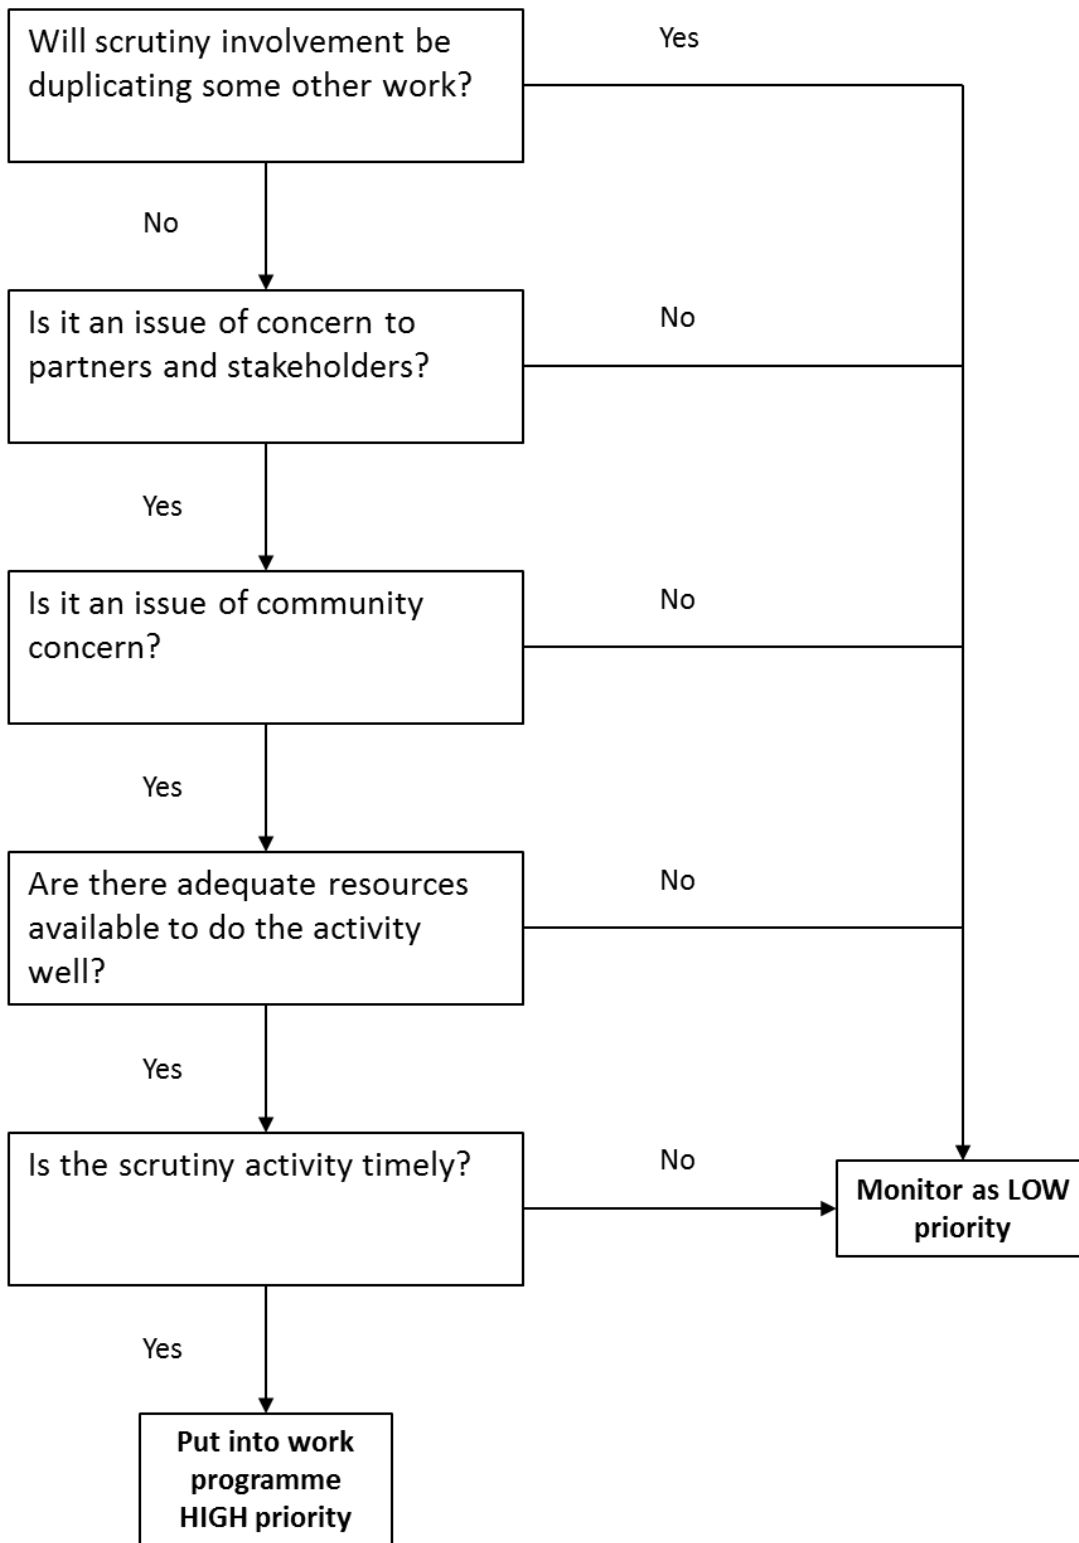 Will scrutiny involvement be
duplicating some other work?
Yes
No
Is it an issue of concern to
partners and stakeholders?
No
Yes
Is it an issue of community
concern?
No
Yes
Are there adequate resources
available to do the activity
well?
No
Yes
Is the scrutiny activity timely?
No
Monitor as LOW
priority
Yes
Put into work
programme
HIGH priority